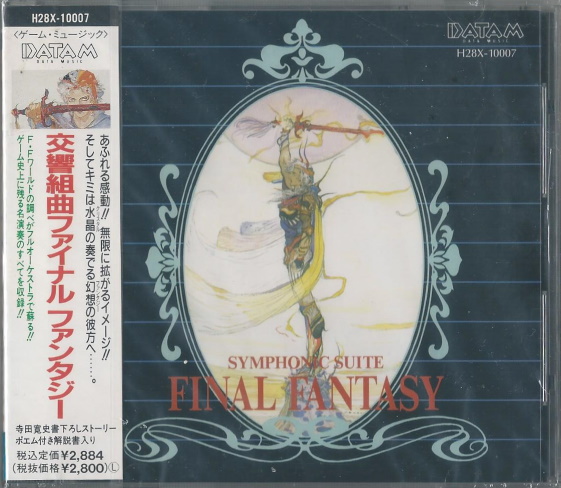 H28X-10007
〈ゲーム・ミュージック〉
DATAM
DATA MUSIC
交響組曲ファイナル ファンタジー
あふれる感動!! 無限に拡がるイメージ!!
そしてキミは水晶の奏でる幻想の彼方へ……。
F・Fワールドの調べがフルオーケストラで蘇る!!
ゲーム史上に残る名演奏のすべてを収録!!
寺田寛史書下ろしストーリー
ポエム付き解説書入り
税込定価¥2,884
(税抜価格¥2,800)Ⓛ
DATAM
DATA MUSIC
H28X-10007
SYMPHONIC SUITE
FINAL FANTASY